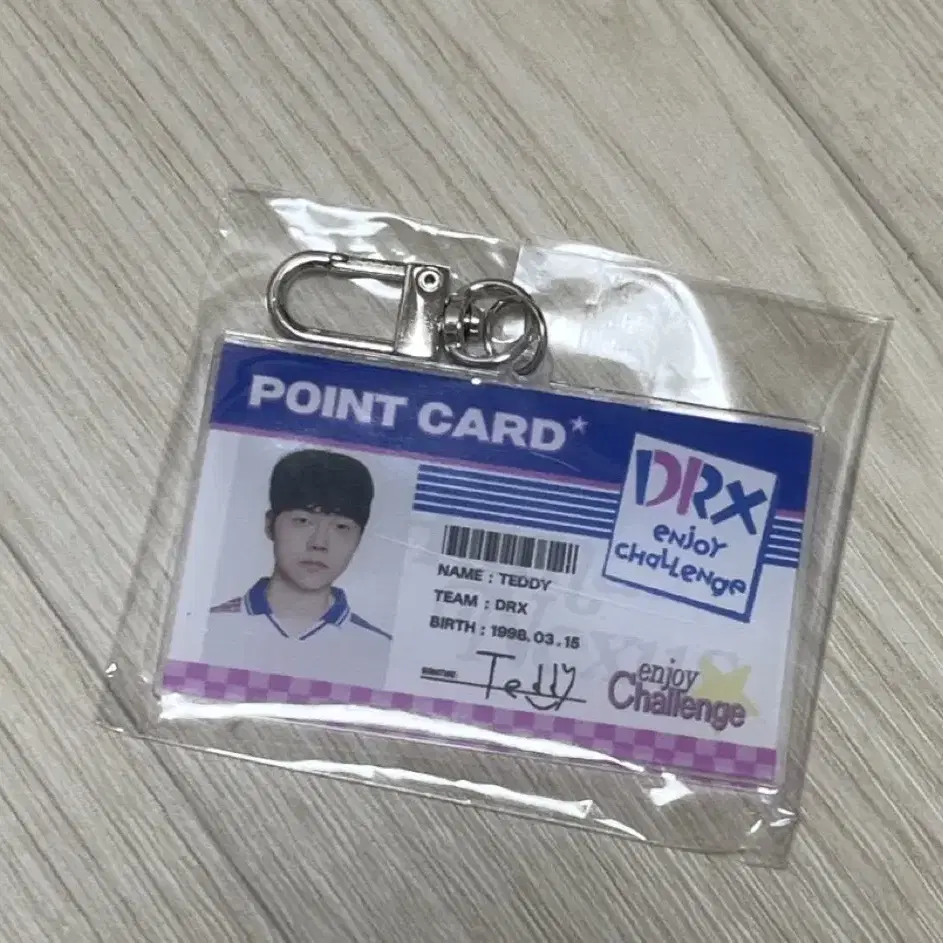 POINT CARD*
DRX
enjoy
challenge
NAME : TEDDY
TEAM : DRX
BIRTH : 1998.03.15
Teddy
enjoy
Challenge